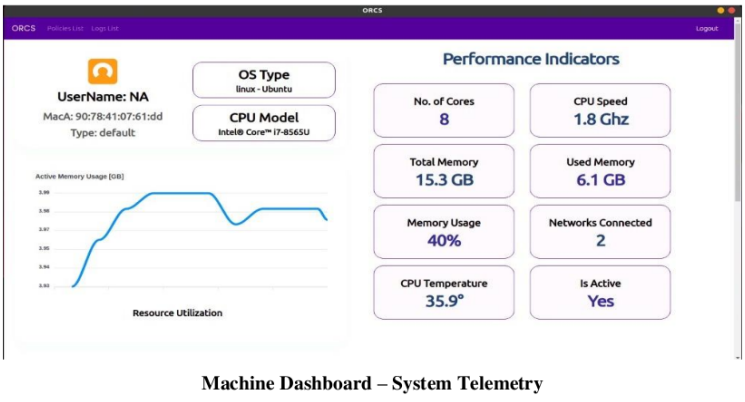 ORCS
ORCS Policies List Logs List Logout
UserName: NA
MacA: 90:78:41:07:61:dd
Type: default
OS Type
linux - Ubuntu
CPU Model
Intel® Core™ i7-8565U
Active Memory Usage [GB]
3.99
3.98
3.97
3.95
3.94
3.93
Resource Utilization
Performance Indicators
No. of Cores
8
CPU Speed
1.8 Ghz
Total Memory
15.3 GB
Used Memory
6.1 GB
Memory Usage
40%
Networks Connected
2
CPU Temperature
35.9°
Is Active
Yes
Machine Dashboard – System Telemetry